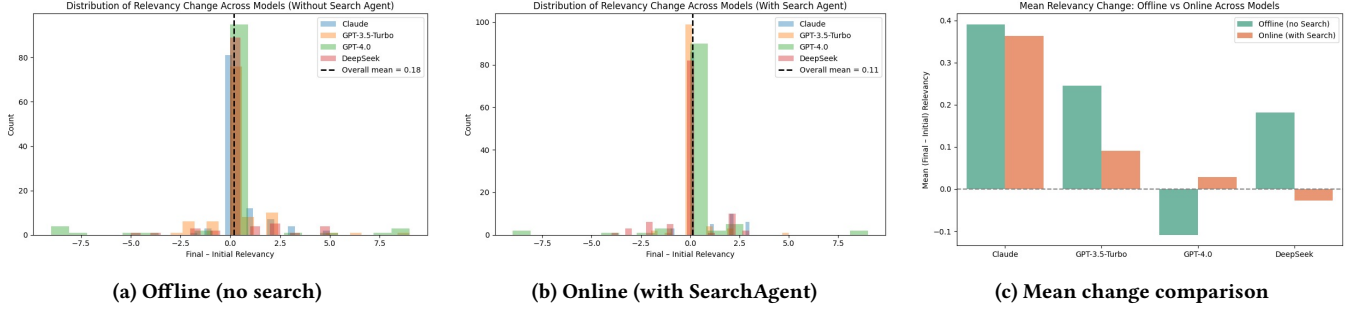 Distribution of Relevancy Change Across Models (Without Search Agent)
Claude
GPT-3.5-Turbo
GPT-4.0
DeepSeek
Overall mean = 0.18
Count
80
60
40
20
0
−7.5
−5.0
−2.5
0.0
2.5
5.0
7.5
Final – Initial Relevancy
(a) Offline (no search)
Distribution of Relevancy Change Across Models (With Search Agent)
Claude
GPT-3.5-Turbo
GPT-4.0
DeepSeek
Overall mean = 0.11
Count
100
80
60
40
20
0
−7.5
−5.0
−2.5
0.0
2.5
5.0
7.5
Final – Initial Relevancy
(b) Online (with SearchAgent)
Mean Relevancy Change: Offline vs Online Across Models
Offline (no Search)
Online (with Search)
Mean (Final – Initial) Relevancy
0.4
0.3
0.2
0.1
0.0
−0.1
Claude
GPT-3.5-Turbo
GPT-4.0
DeepSeek
(c) Mean change comparison